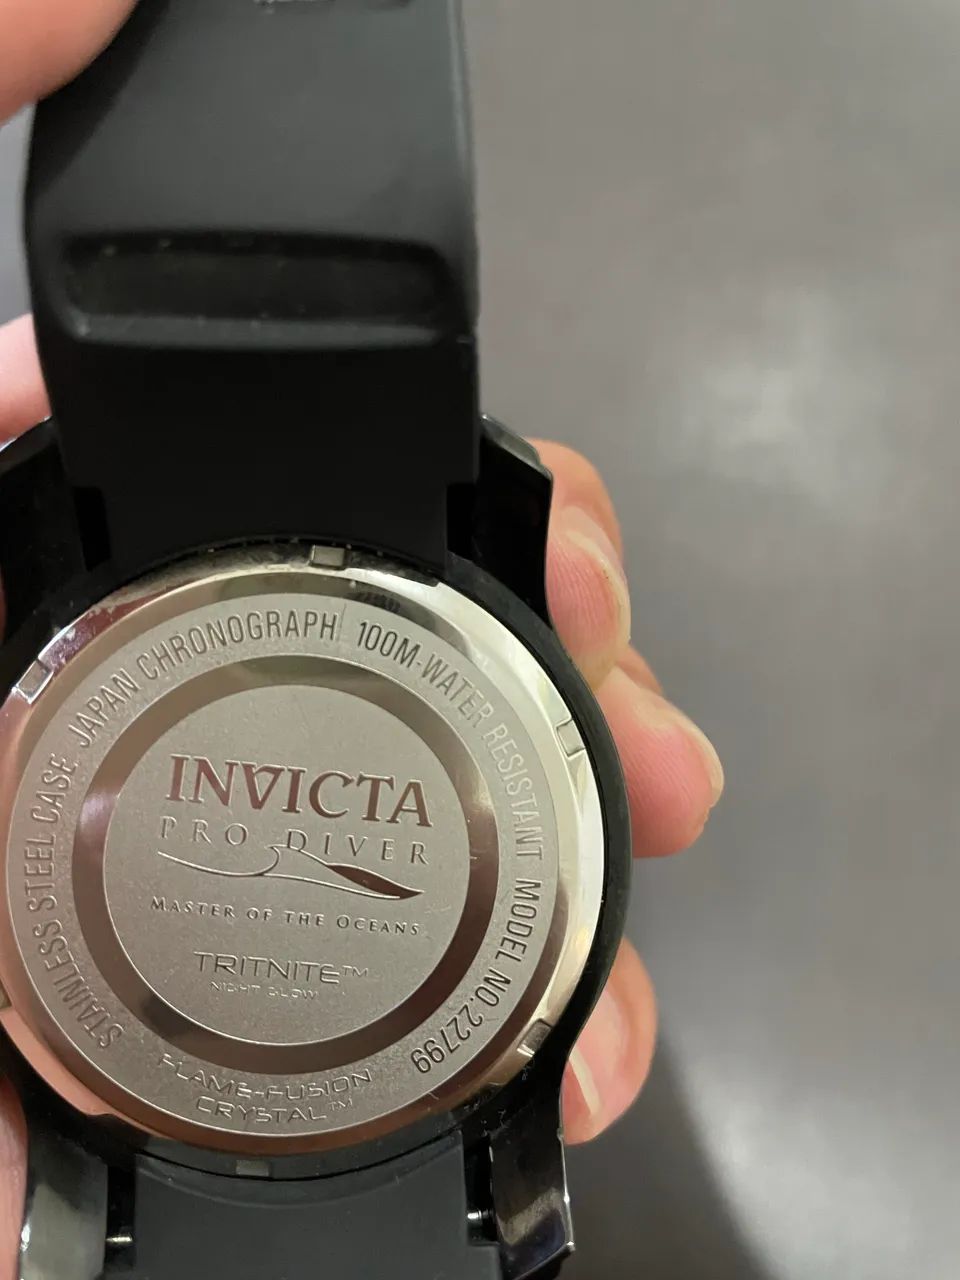 STAINLESS STEEL CASE JAPAN CHRONOGRAPH 100M-WATER RESISTANT MODEL NO.22799
INVICTA
PRO DIVER
MASTER OF THE OCEANS
TRITNITE™
NIGHT GLOW
FLAME-FUSION
CRYSTAL™